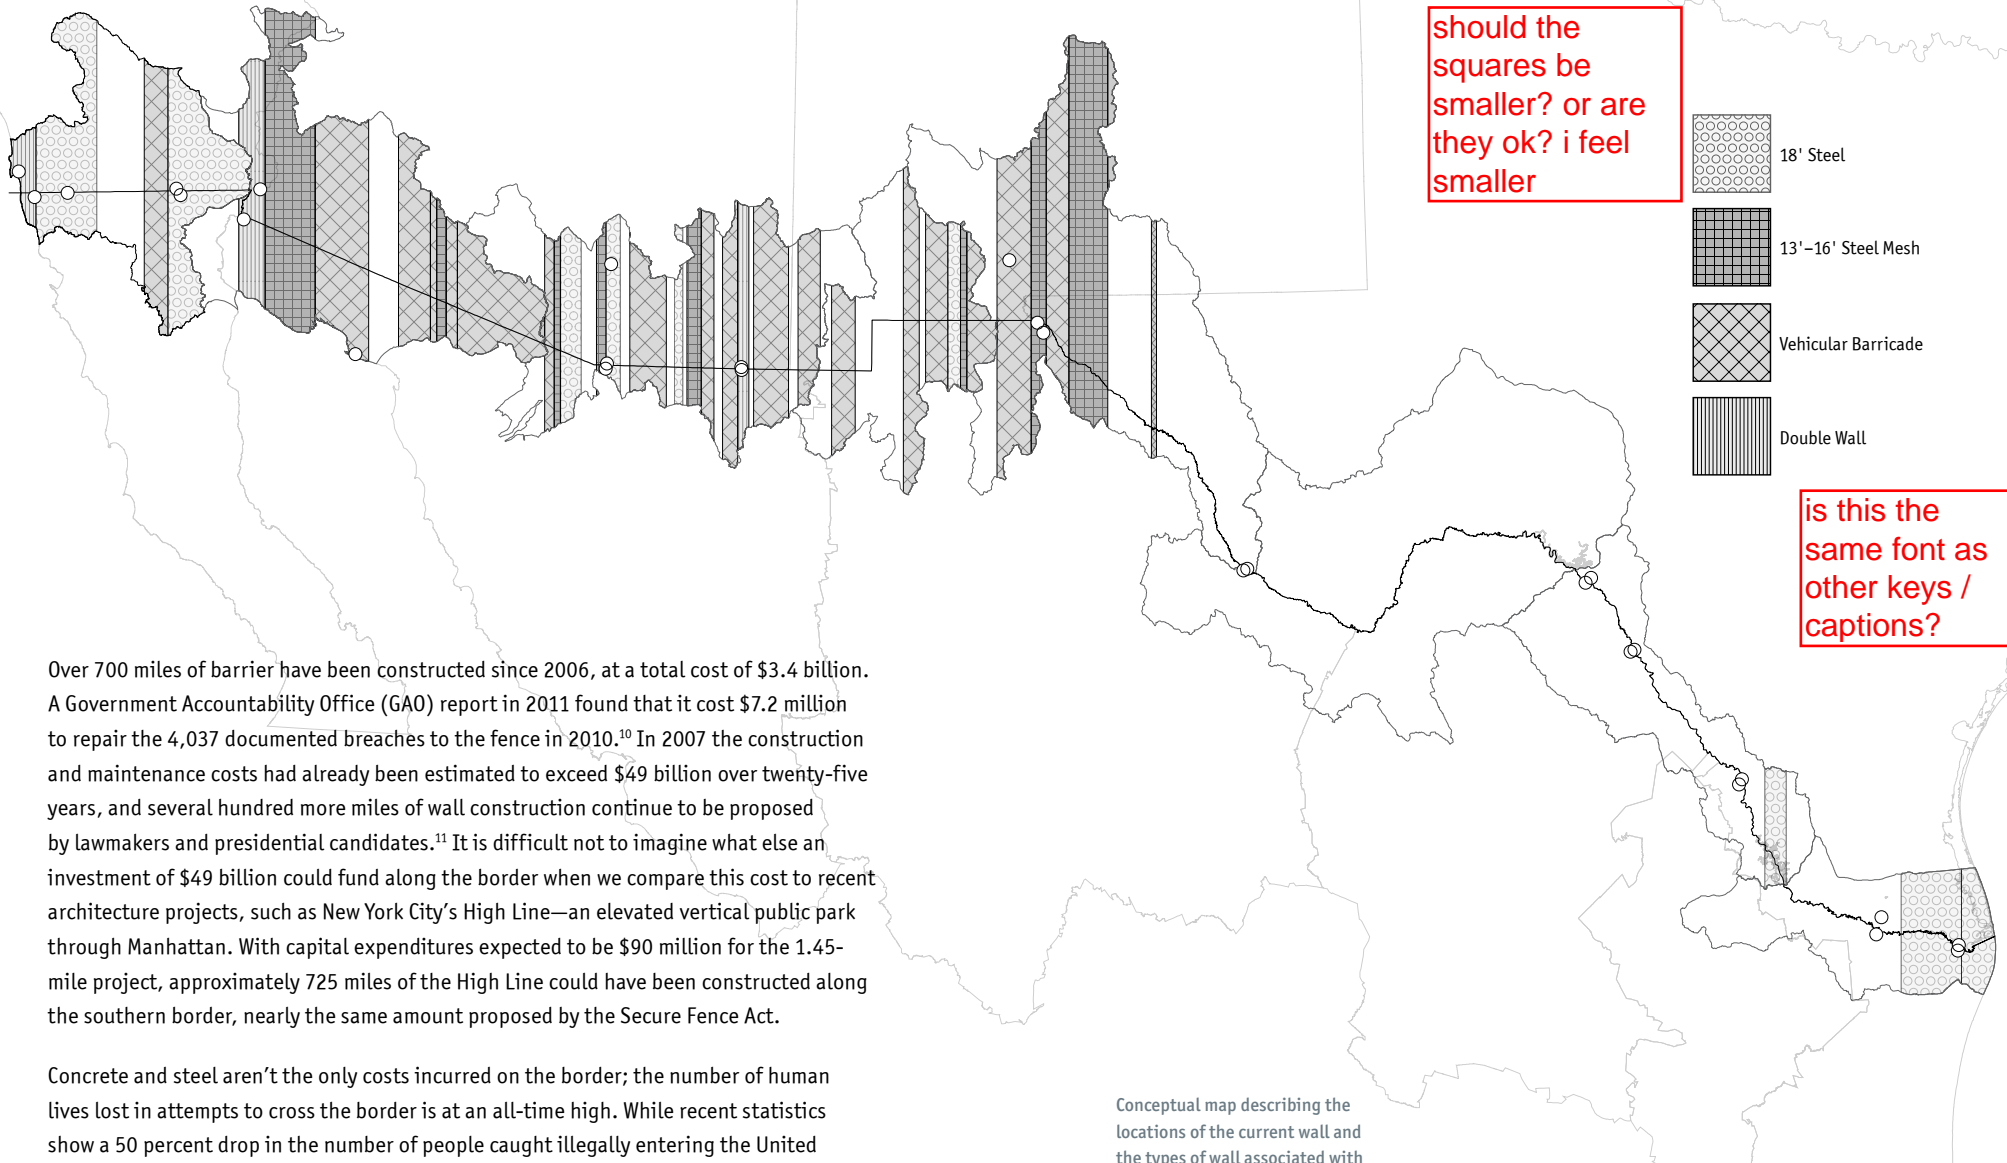 should the
squares be
smaller? or are
they ok? i feel
smaller
18' Steel
13'–16' Steel Mesh
Vehicular Barricade
Double Wall
is this the
same font as
other keys /
captions?
Over 700 miles of barrier have been constructed since 2006, at a total cost of $3.4 billion.
A Government Accountability Office (GAO) report in 2011 found that it cost $7.2 million
to repair the 4,037 documented breaches to the fence in 2010.10 In 2007 the construction
and maintenance costs had already been estimated to exceed $49 billion over twenty-five
years, and several hundred more miles of wall construction continue to be proposed
by lawmakers and presidential candidates.11 It is difficult not to imagine what else an
investment of $49 billion could fund along the border when we compare this cost to recent
architecture projects, such as New York City's High Line—an elevated vertical public park
through Manhattan. With capital expenditures expected to be $90 million for the 1.45-
mile project, approximately 725 miles of the High Line could have been constructed along
the southern border, nearly the same amount proposed by the Secure Fence Act.
Concrete and steel aren't the only costs incurred on the border; the number of human
lives lost in attempts to cross the border is at an all-time high. While recent statistics
show a 50 percent drop in the number of people caught illegally entering the United
Conceptual map describing the
locations of the current wall and
the types of wall associated with